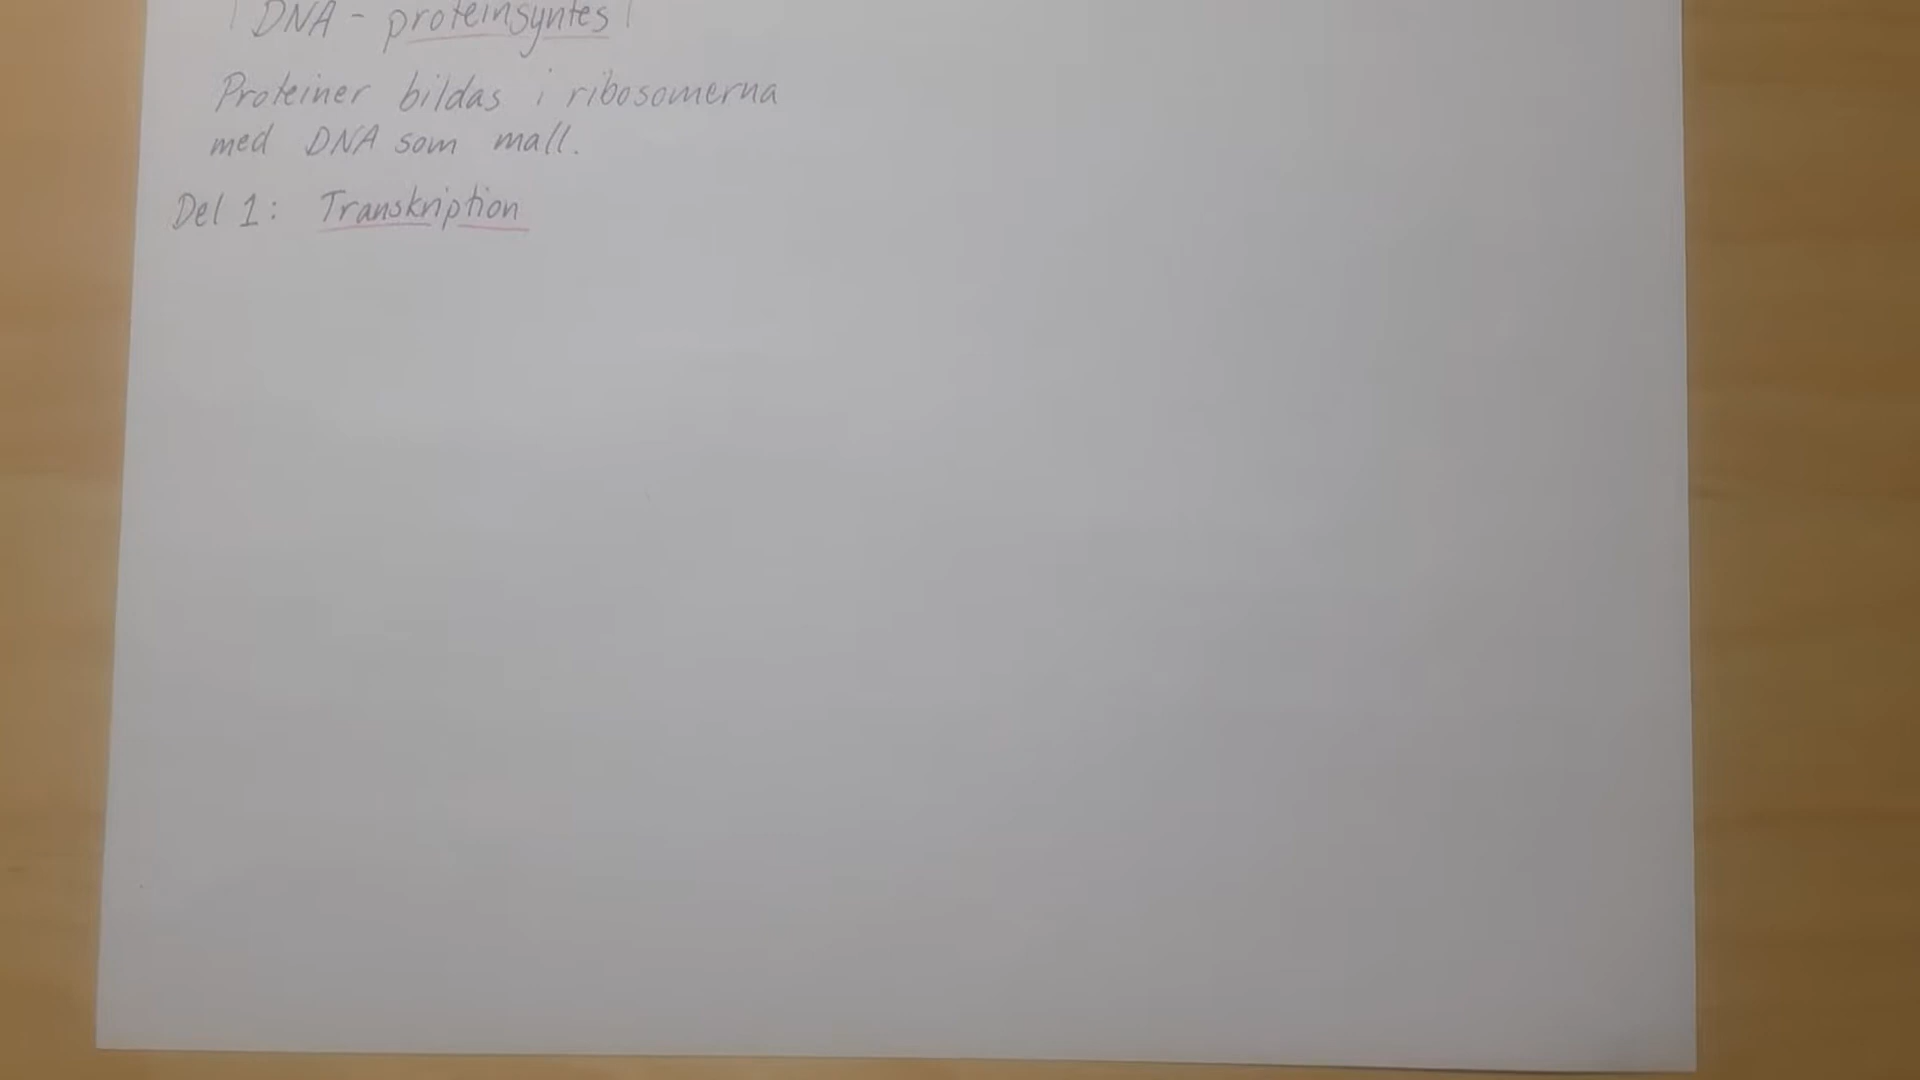 DNA - proteinsyntes
Proteiner bildas i ribosomerna
med DNA som mall.
Del 1: Transkription